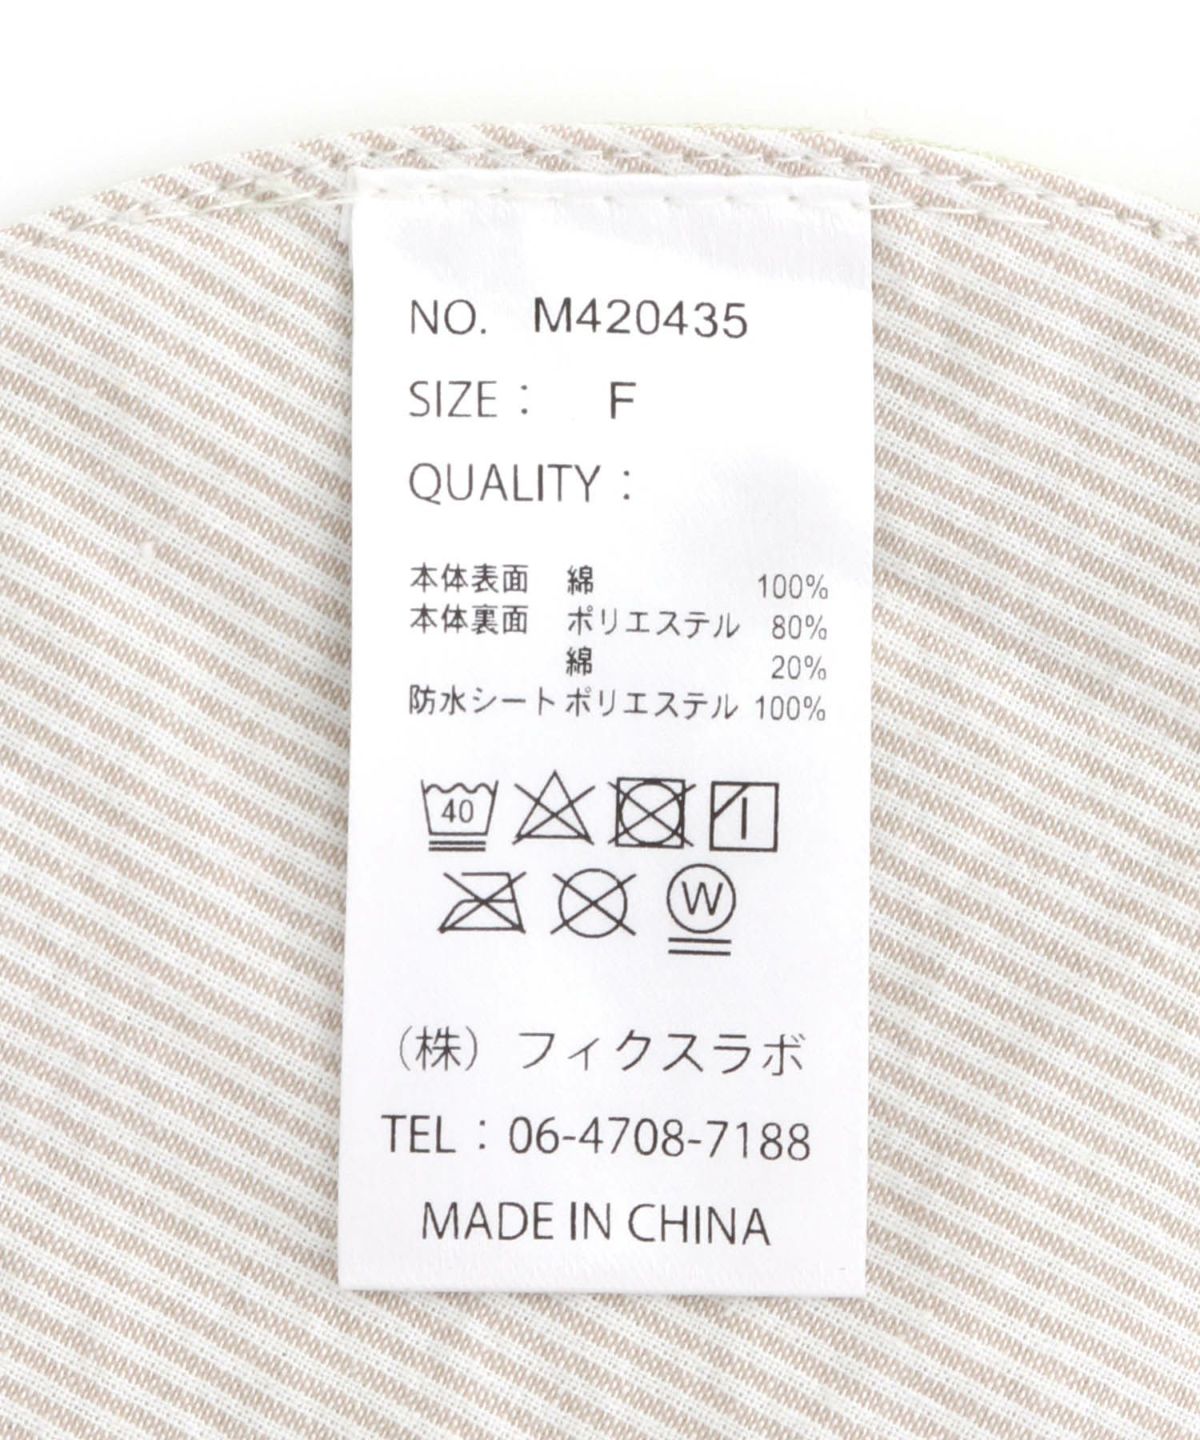 NO. M420435
SIZE : F
QUALITY :
本体表面 綿 100%
本体裏面 ポリエステル 80%
綿 20%
防水シート ポリエステル 100%
40
W
(株) フィクスラボ
TEL : 06-4708-7188
MADE IN CHINA